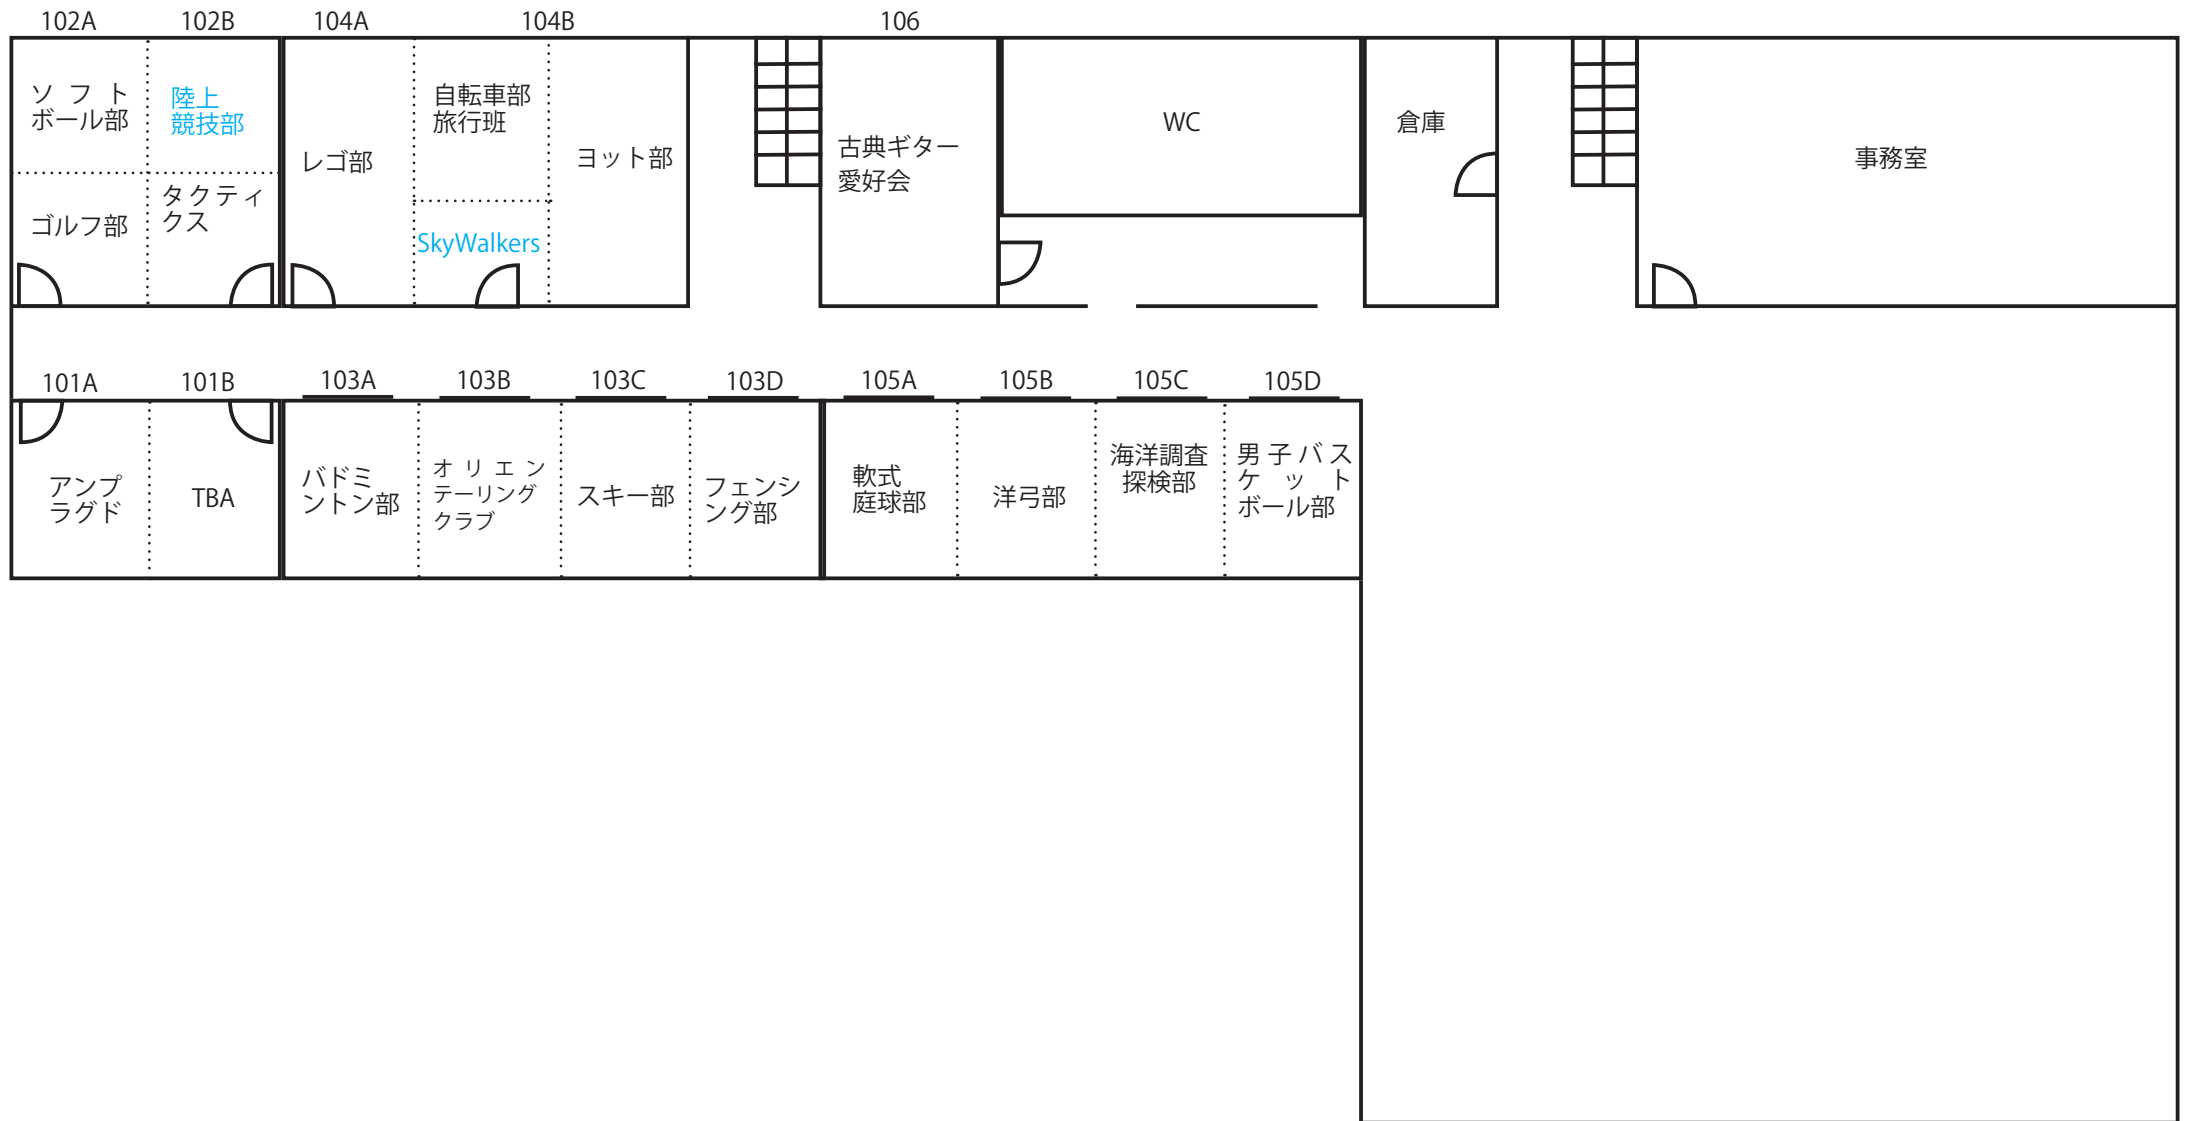 102A
102B
104A
104B
106
ソフト
ボール部
陸上
競技部
ゴルフ部
タクティ
クス
レゴ部
自転車部
旅行班
SkyWalkers
ヨット部
古典ギター
愛好会
WC
倉庫
事務室
101A
101B
103A
103B
103C
103D
105A
105B
105C
105D
アンプ
ラグド
TBA
バドミ
ントン部
オリエン
テーリング
クラブ
スキー部
フェンシ
ング部
軟式
庭球部
洋弓部
海洋調査
探検部
男子バス
ケット
ボール部